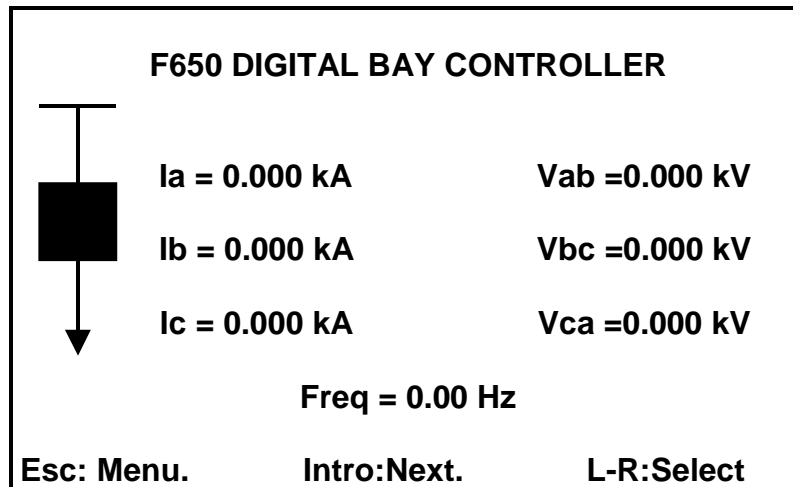 F650 DIGITAL BAY CONTROLLER
Ia = 0.000 kA Vab =0.000 kV
Ib = 0.000 kA Vbc =0.000 kV
Ic = 0.000 kA Vca =0.000 kV
Freq = 0.00 Hz
Esc: Menu. Intro:Next. L-R:Select